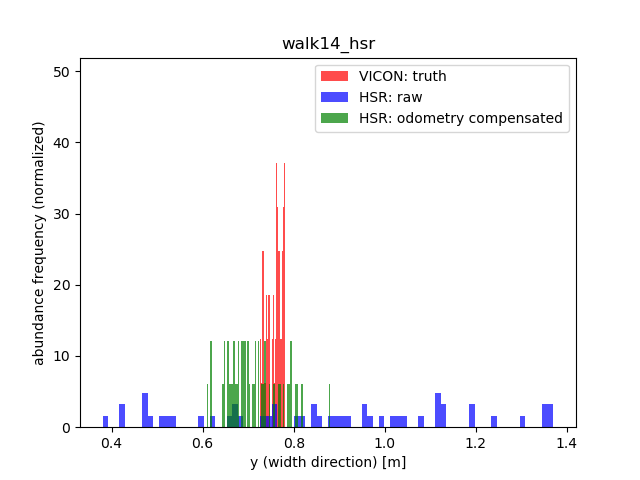 walk14_hsr
VICON: truth
HSR: raw
HSR: odometry compensated
abundance frequency (normalized)
50
40
30
20
10
0
0.4 0.6 0.8 1.0 1.2 1.4
y (width direction) [m]